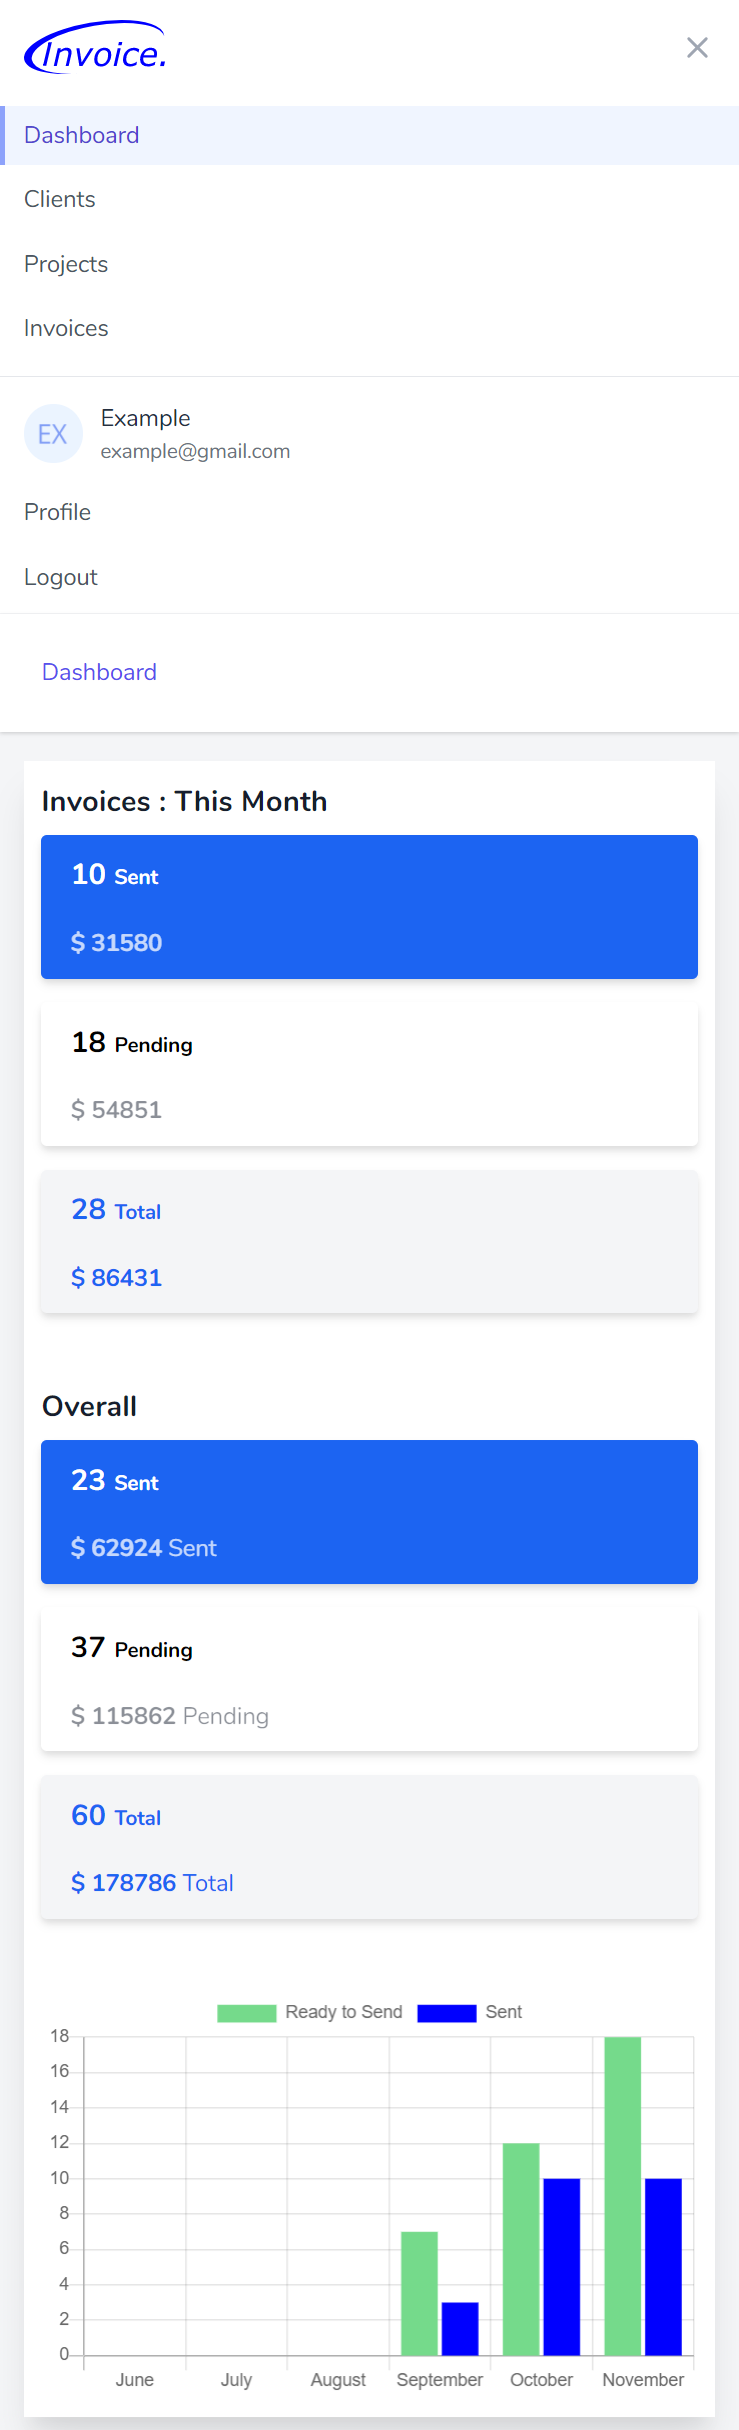 Invoice.
Dashboard
Clients
Projects
Invoices
EX
Example
example@gmail.com
Profile
Logout
Dashboard
Invoices : This Month
10 Sent
$ 31580
18 Pending
$ 54851
28 Total
$ 86431
Overall
23 Sent
$ 62924 Sent
37 Pending
$ 115862 Pending
60 Total
$ 178786 Total
Ready to Send Sent
18
16
14
12
10
8
6
4
2
0
June July August September October November